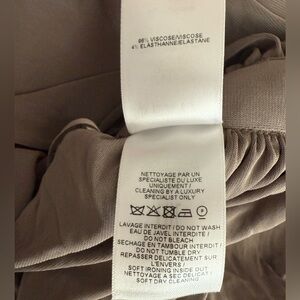 96% VISCOSE/VISCOSE
4% ELASTHANNE/ELASTANE
NETTOYAGE PAR UN
SPECIALISTE DU LUXE
UNIQUEMENT /
CLEANING BY A LUXURY
SPECIALIST ONLY
LAVAGE INTERDIT / DO NOT WASH
EAU DE JAVEL INTERDITE /
DO NOT BLEACH
SECHAGE EN TAMBOUR INTERDIT /
DO NOT TUMBLE DRY
REPASSER DELICATEMENT SUR
L'ENVERS /
SOFT IRONING INSIDE OUT
NETTOYAGE A SEC DELICAT /
SOFT DRY CLEANING